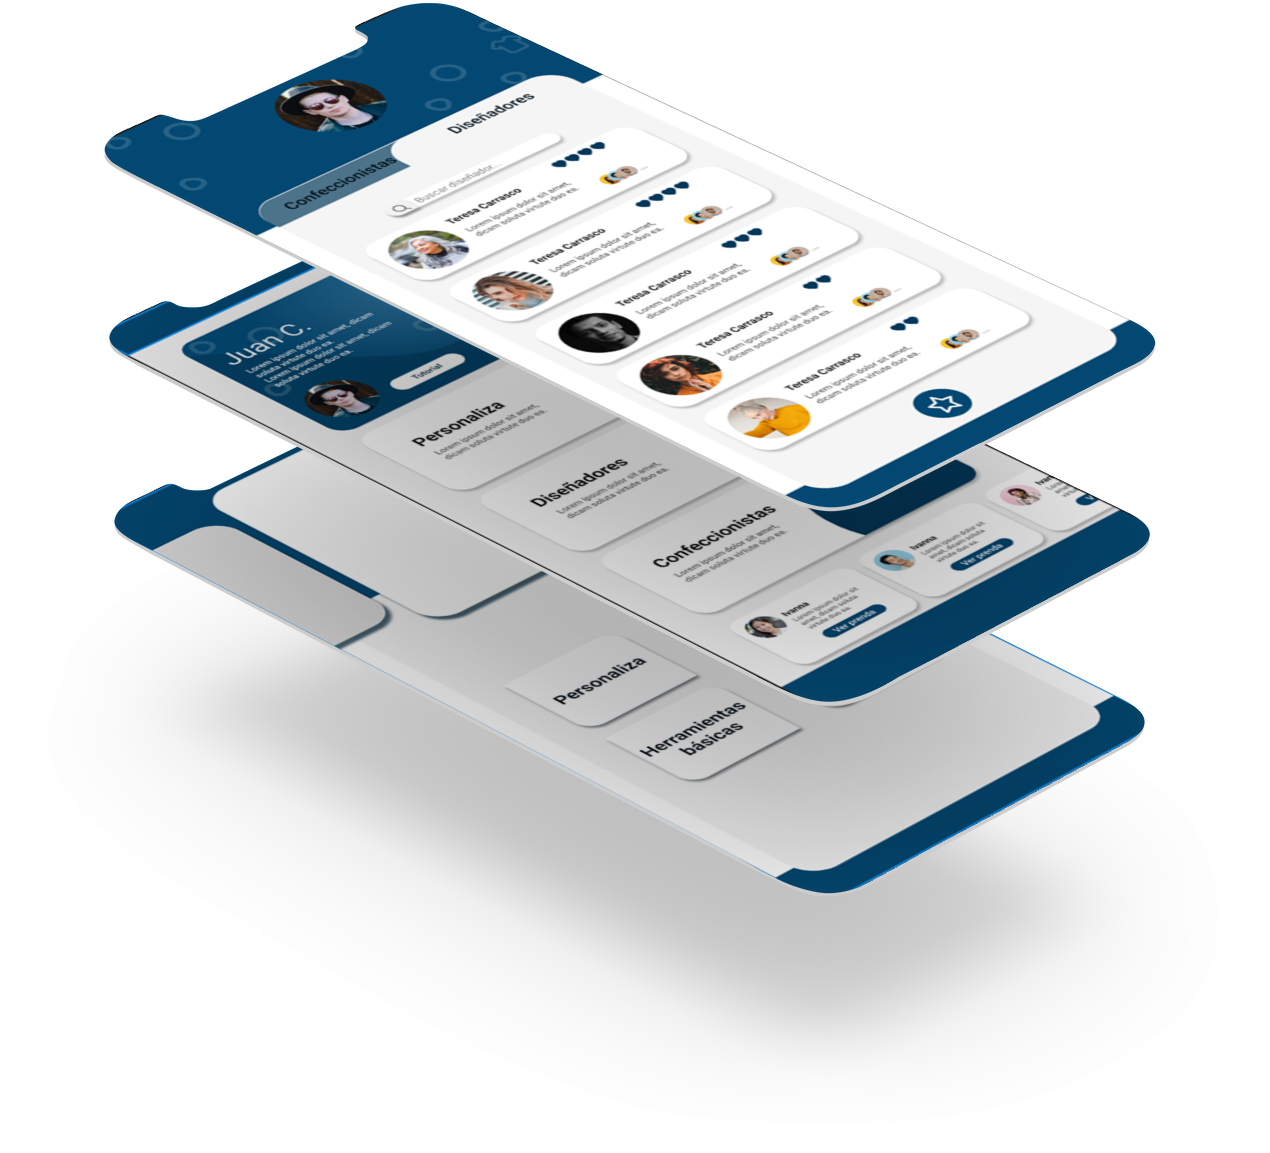 Diseñadores
Confeccionistas
Buscar diseñador...
Teresa Carrasco
Lorem ipsum dolor sit amet,
dicam soluta virtute duo ea.
...
Teresa Carrasco
Lorem ipsum dolor sit amet,
dicam soluta virtute duo ea.
...
Teresa Carrasco
Lorem ipsum dolor sit amet,
dicam soluta virtute duo ea.
...
Teresa Carrasco
Lorem ipsum dolor sit amet,
dicam soluta virtute duo ea.
...
Teresa Carrasco
Lorem ipsum dolor sit amet,
dicam soluta virtute duo ea.
...
Juan C.
Lorem ipsum dolor sit amet, dicam
soluta virtute duo ea.
Lorem ipsum dolor sit amet, dicam
soluta virtute duo ea.
Tutorial
Personaliza
Lorem ipsum dolor sit amet,
dicam soluta virtute duo ea.
Diseñadores
Lorem ipsum dolor sit amet,
dicam soluta virtute duo ea.
Confeccionistas
Lorem ipsum dolor sit amet,
dicam soluta virtute duo ea.
Ivanna
Lorem ipsum dolor sit
amet, dicam soluta
virtute duo ea.
Ver prenda
Ivanna
Lorem ipsum dolor sit
amet, dicam soluta
virtute duo ea.
Ver prenda
Personaliza
Herramientas
básicas